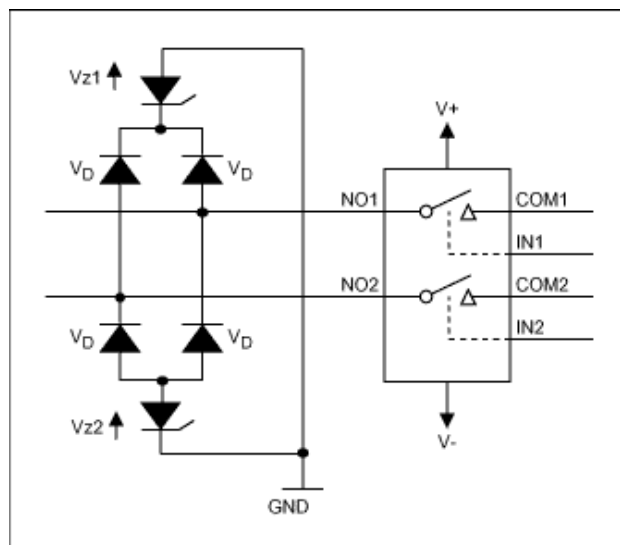 Vz1
V+
VD
VD
NO1
COM1
IN1
NO2
COM2
IN2
VD
VD
Vz2
V-
GND